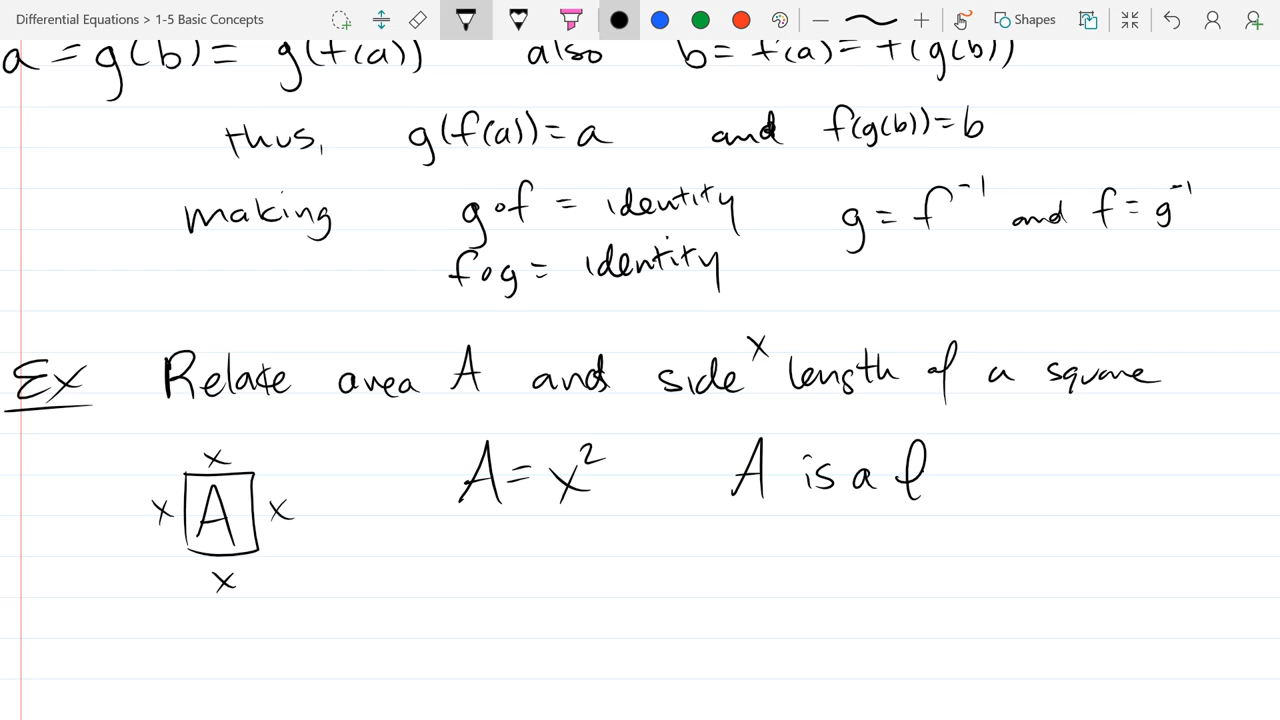 Differential Equations > 1-5 Basic Concepts
Shapes
a = g(b) = g(f(a)) also b = f(a) = f(g(b))
thus, g(f(a)) = a and f(g(b)) = b
making g∘f = identity g = f⁻¹ and f = g⁻¹
f∘g = identity
Ex Relate area A and side x length of a square
x
A = x² A is a f
x A x
x